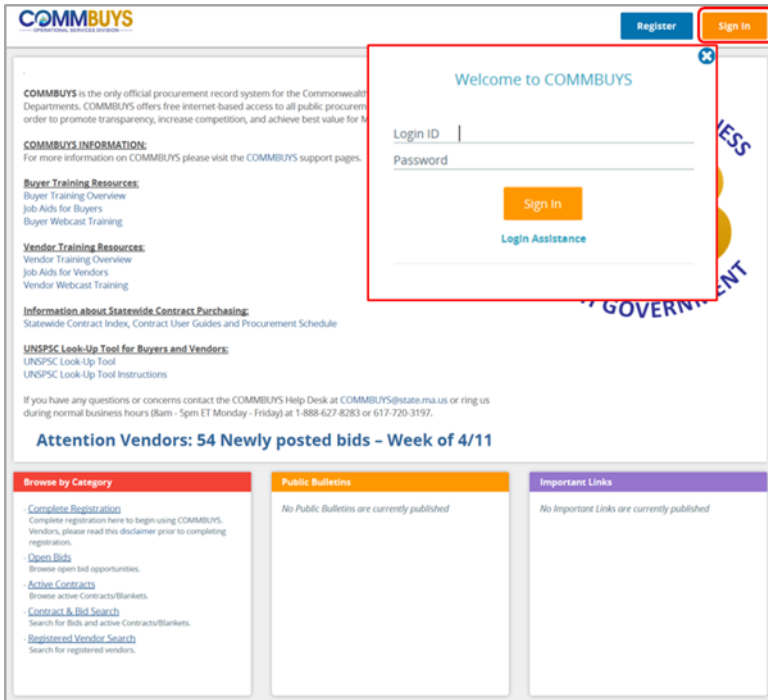 COMMBUYS
OPERATIONAL SERVICES DIVISION
Register
Sign In
Welcome to COMMBUYS
Login ID
Password
Sign In
Login Assistance
COMMBUYS is the only official procurement record system for the Commonwealth
Departments. COMMBUYS offers free internet-based access to all public procurem
order to promote transparency, increase competition, and achieve best value for M
COMMBUYS INFORMATION:
For more information on COMMBUYS please visit the COMMBUYS support pages.
Buyer Training Resources:
Buyer Training Overview
Job Aids for Buyers
Buyer Webcast Training
Vendor Training Resources:
Vendor Training Overview
Job Aids for Vendors
Vendor Webcast Training
Information about Statewide Contract Purchasing:
Statewide Contract Index, Contract User Guides and Procurement Schedule
UNSPSC Look-Up Tool for Buyers and Vendors:
UNSPSC Look-Up Tool
UNSPSC Look-Up Tool Instructions
If you have any questions or concerns contact the COMMBUYS Help Desk at COMMBUYS@state.ma.us or ring us
during normal business hours (8am - 5pm ET Monday - Friday) at 1-888-627-8283 or 617-720-3197.
ESS
GOVERNMENT
Attention Vendors: 54 Newly posted bids – Week of 4/11
Browse by Category
- Complete Registration
Complete registration here to begin using COMMBUYS.
Vendors, please read this disclaimer prior to completing
registration.
- Open Bids
Browse open bid opportunities.
- Active Contracts
Browse active Contracts/Blankets.
- Contract & Bid Search
Search for Bids and active Contracts/Blankets.
- Registered Vendor Search
Search for registered vendors.
Public Bulletins
No Public Bulletins are currently published
Important Links
No Important Links are currently published